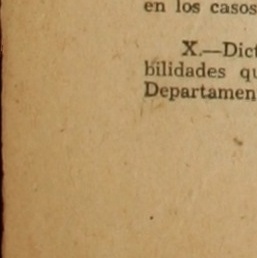 en los casos
X.—Dict
bilidades qu
Departamen